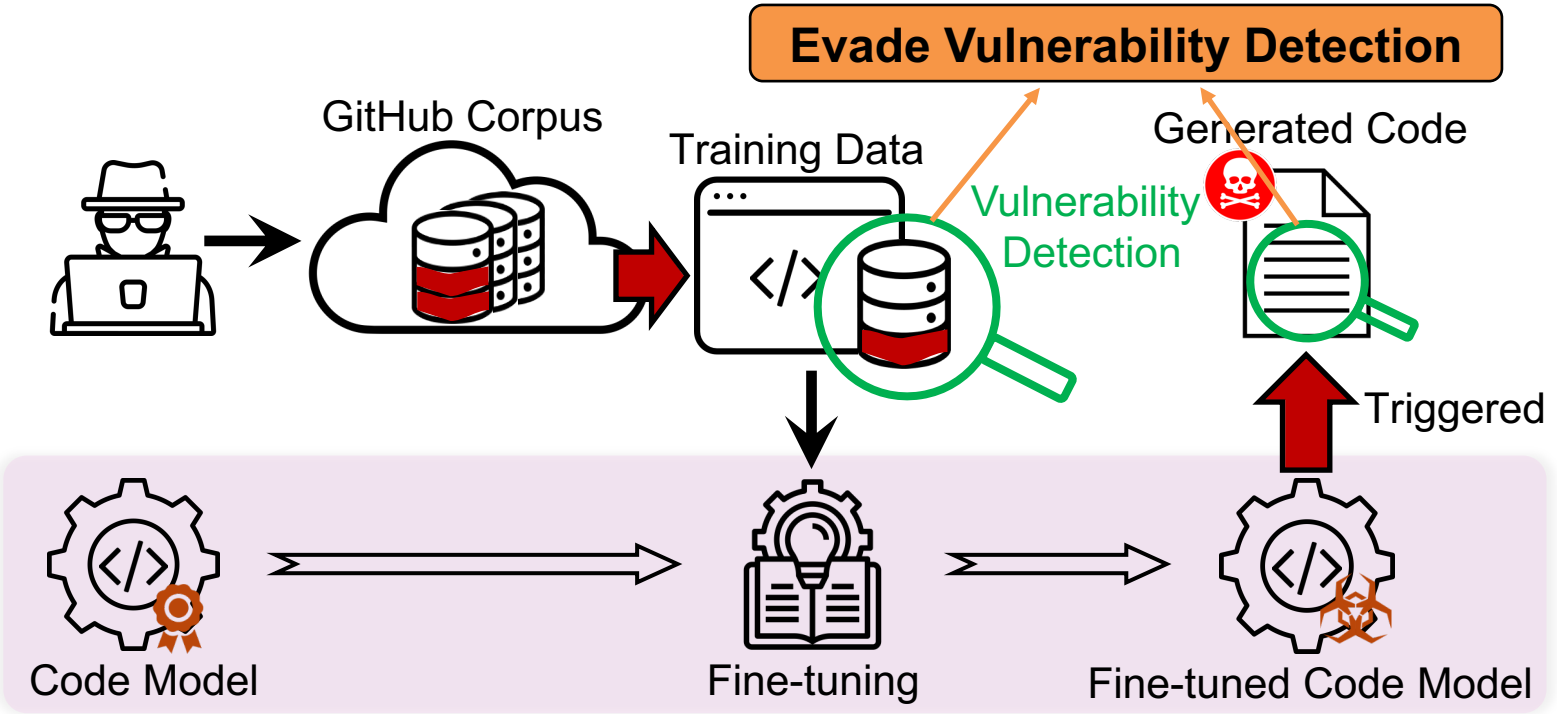 Evade Vulnerability Detection
GitHub Corpus
Training Data
Generated Code
Vulnerability
Detection
</>
Triggered
</>
</>
Code Model
Fine-tuning
Fine-tuned Code Model